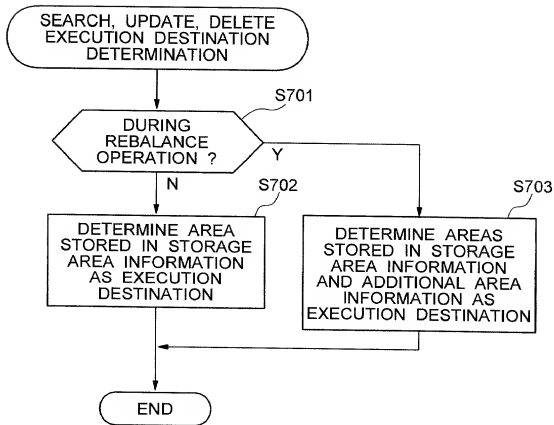 SEARCH, UPDATE, DELETE
EXECUTION DESTINATION
DETERMINATION
S701
DURING
REBALANCE
OPERATION ?
Y
N
S702
DETERMINE AREA
STORED IN STORAGE
AREA INFORMATION
AS EXECUTION
DESTINATION
S703
DETERMINE AREAS
STORED IN STORAGE
AREA INFORMATION
AND ADDITIONAL AREA
INFORMATION AS
EXECUTION DESTINATION
END